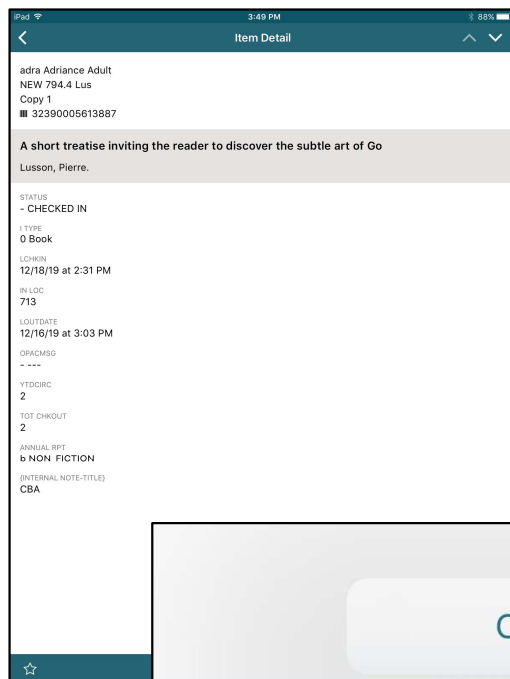 iPad 3:49 PM 88%
Item Detail
adra Adriance Adult
NEW 794.4 Lus
Copy 1
32390005613887
A short treatise inviting the reader to discover the subtle art of Go
Lusson, Pierre.
STATUS
- CHECKED IN
I TYPE
0 Book
LCHKIN
12/18/19 at 2:31 PM
IN LOC
713
LOUTDATE
12/16/19 at 3:03 PM
OPACMSG
- ---
YTDCIRC
2
TOT CHKOUT
2
ANNUAL RPT
b NON FICTION
{INTERNAL NOTE-TITLE}
CBA